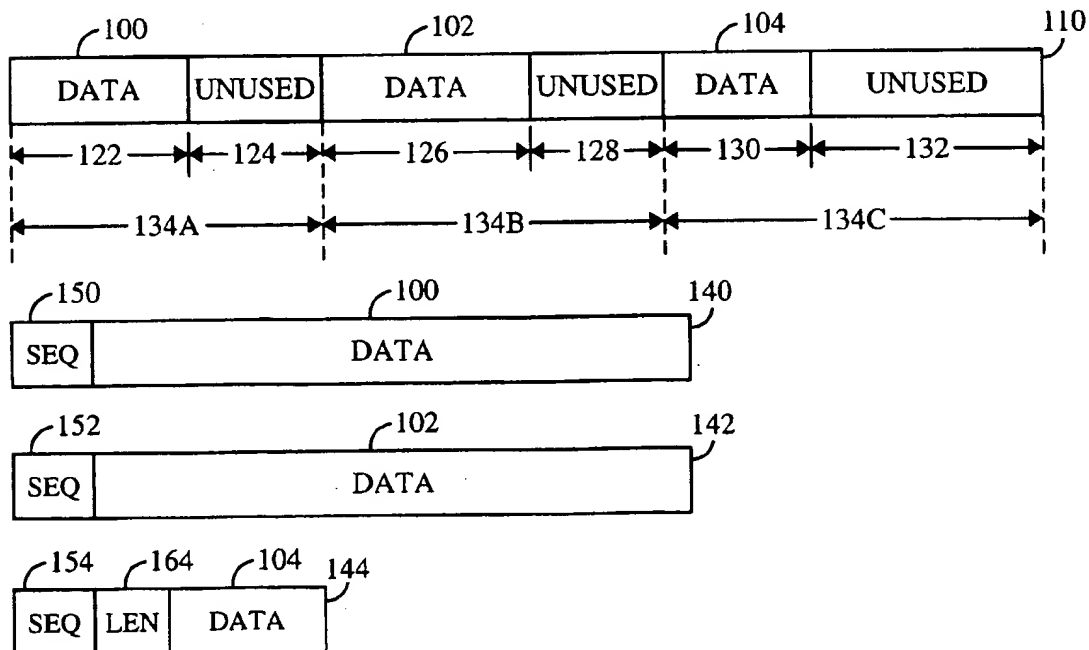 100 102 104 110
DATA UNUSED DATA UNUSED DATA UNUSED
122 124 126 128 130 132
134A 134B 134C
150 100 140
SEQ DATA
152 102 142
SEQ DATA
154 164 104 144
SEQ LEN DATA